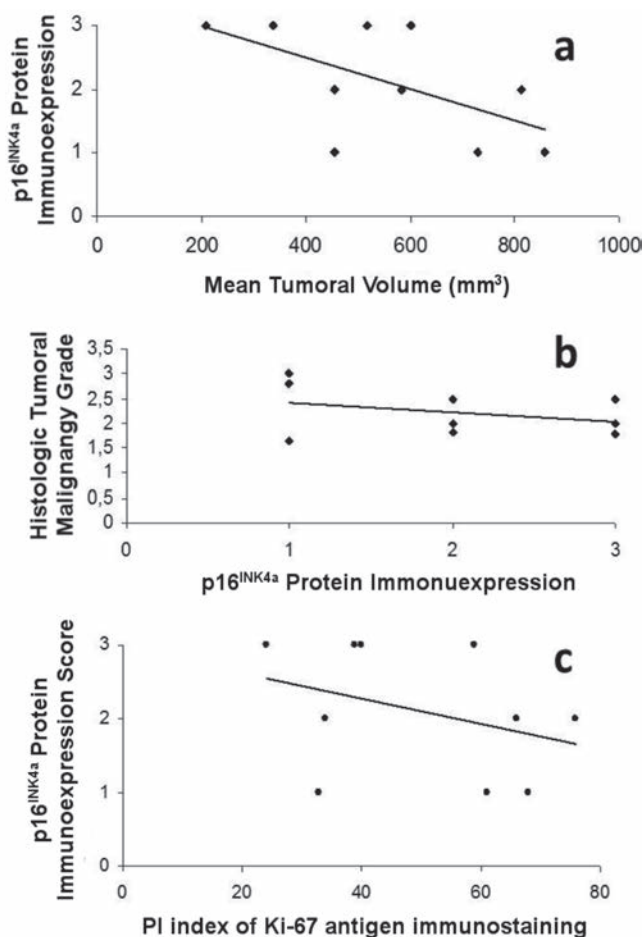 a
p16INK4a Protein
Immunoexpression
3
2
1
0
0 200 400 600 800 1000
Mean Tumoral Volume (mm3)
b
Histologic Tumoral
Malignangy Grade
3,5
3
2,5
2
1,5
1
0,5
0
0 1 2 3
p16INK4a Protein Immonuexpression
c
p16INK4a Protein
Immunoexpression Score
3
2
1
0
0 20 40 60 80
PI index of Ki-67 antigen immunostaining